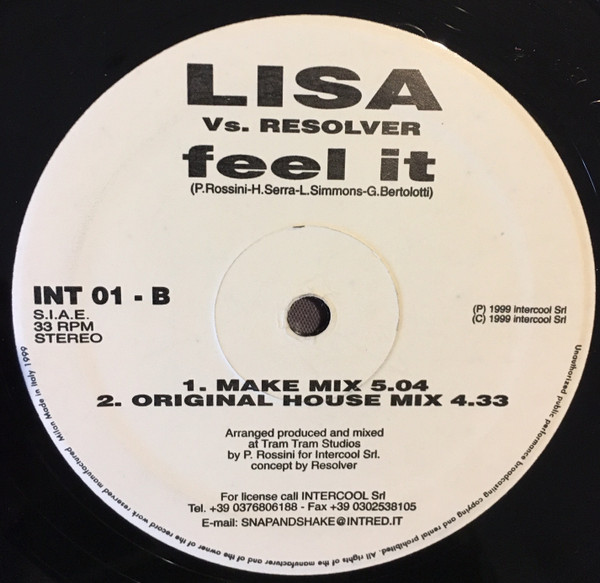 LISA
Vs. RESOLVER
feel it
(P.Rossini-H.Serra-L.Simmons-G.Bertolotti)
INT 01 - B
S.I.A.E.
33 RPM
STEREO
(P) 1999 Intercool Srl
(C) 1999 Intercool Srl
1. MAKE MIX 5.04
2. ORIGINAL HOUSE MIX 4.33
Arranged produced and mixed
at Tram Tram Studios
by P. Rossini for Intercool Srl.
concept by Resolver
For license call INTERCOOL Srl
Tel. +39 0376806188 - Fax +39 0302538105
E-mail: SNAPANDSHAKE@INTRED.IT
Unauthorized public performance broadcasting copying and rental prohibited. All rights of the manufacturer and of the owner of the record work reserved manufactured Milan Made in Italy 1999